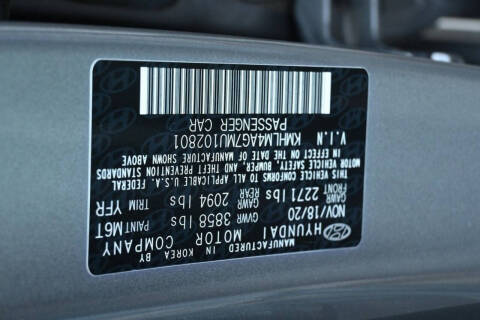 MANUFACTURED BY HYUNDAI IN KOREA
MOTOR COMPANY
NOV/18/20 GVWR 3858 lbs PAINT:M6T
GAWR FRONT 2271 lbs GAWR REAR 2094 lbs TRIM YFR
THIS VEHICLE CONFORMS TO ALL APPLICABLE U.S.A. FEDERAL
MOTOR VEHICLE SAFETY, BUMPER, AND THEFT PREVENTION STANDARDS
IN EFFECT ON THE DATE OF MANUFACTURE SHOWN ABOVE
V.I.N
KMHLM4AG7MU102801
PASSENGER CAR